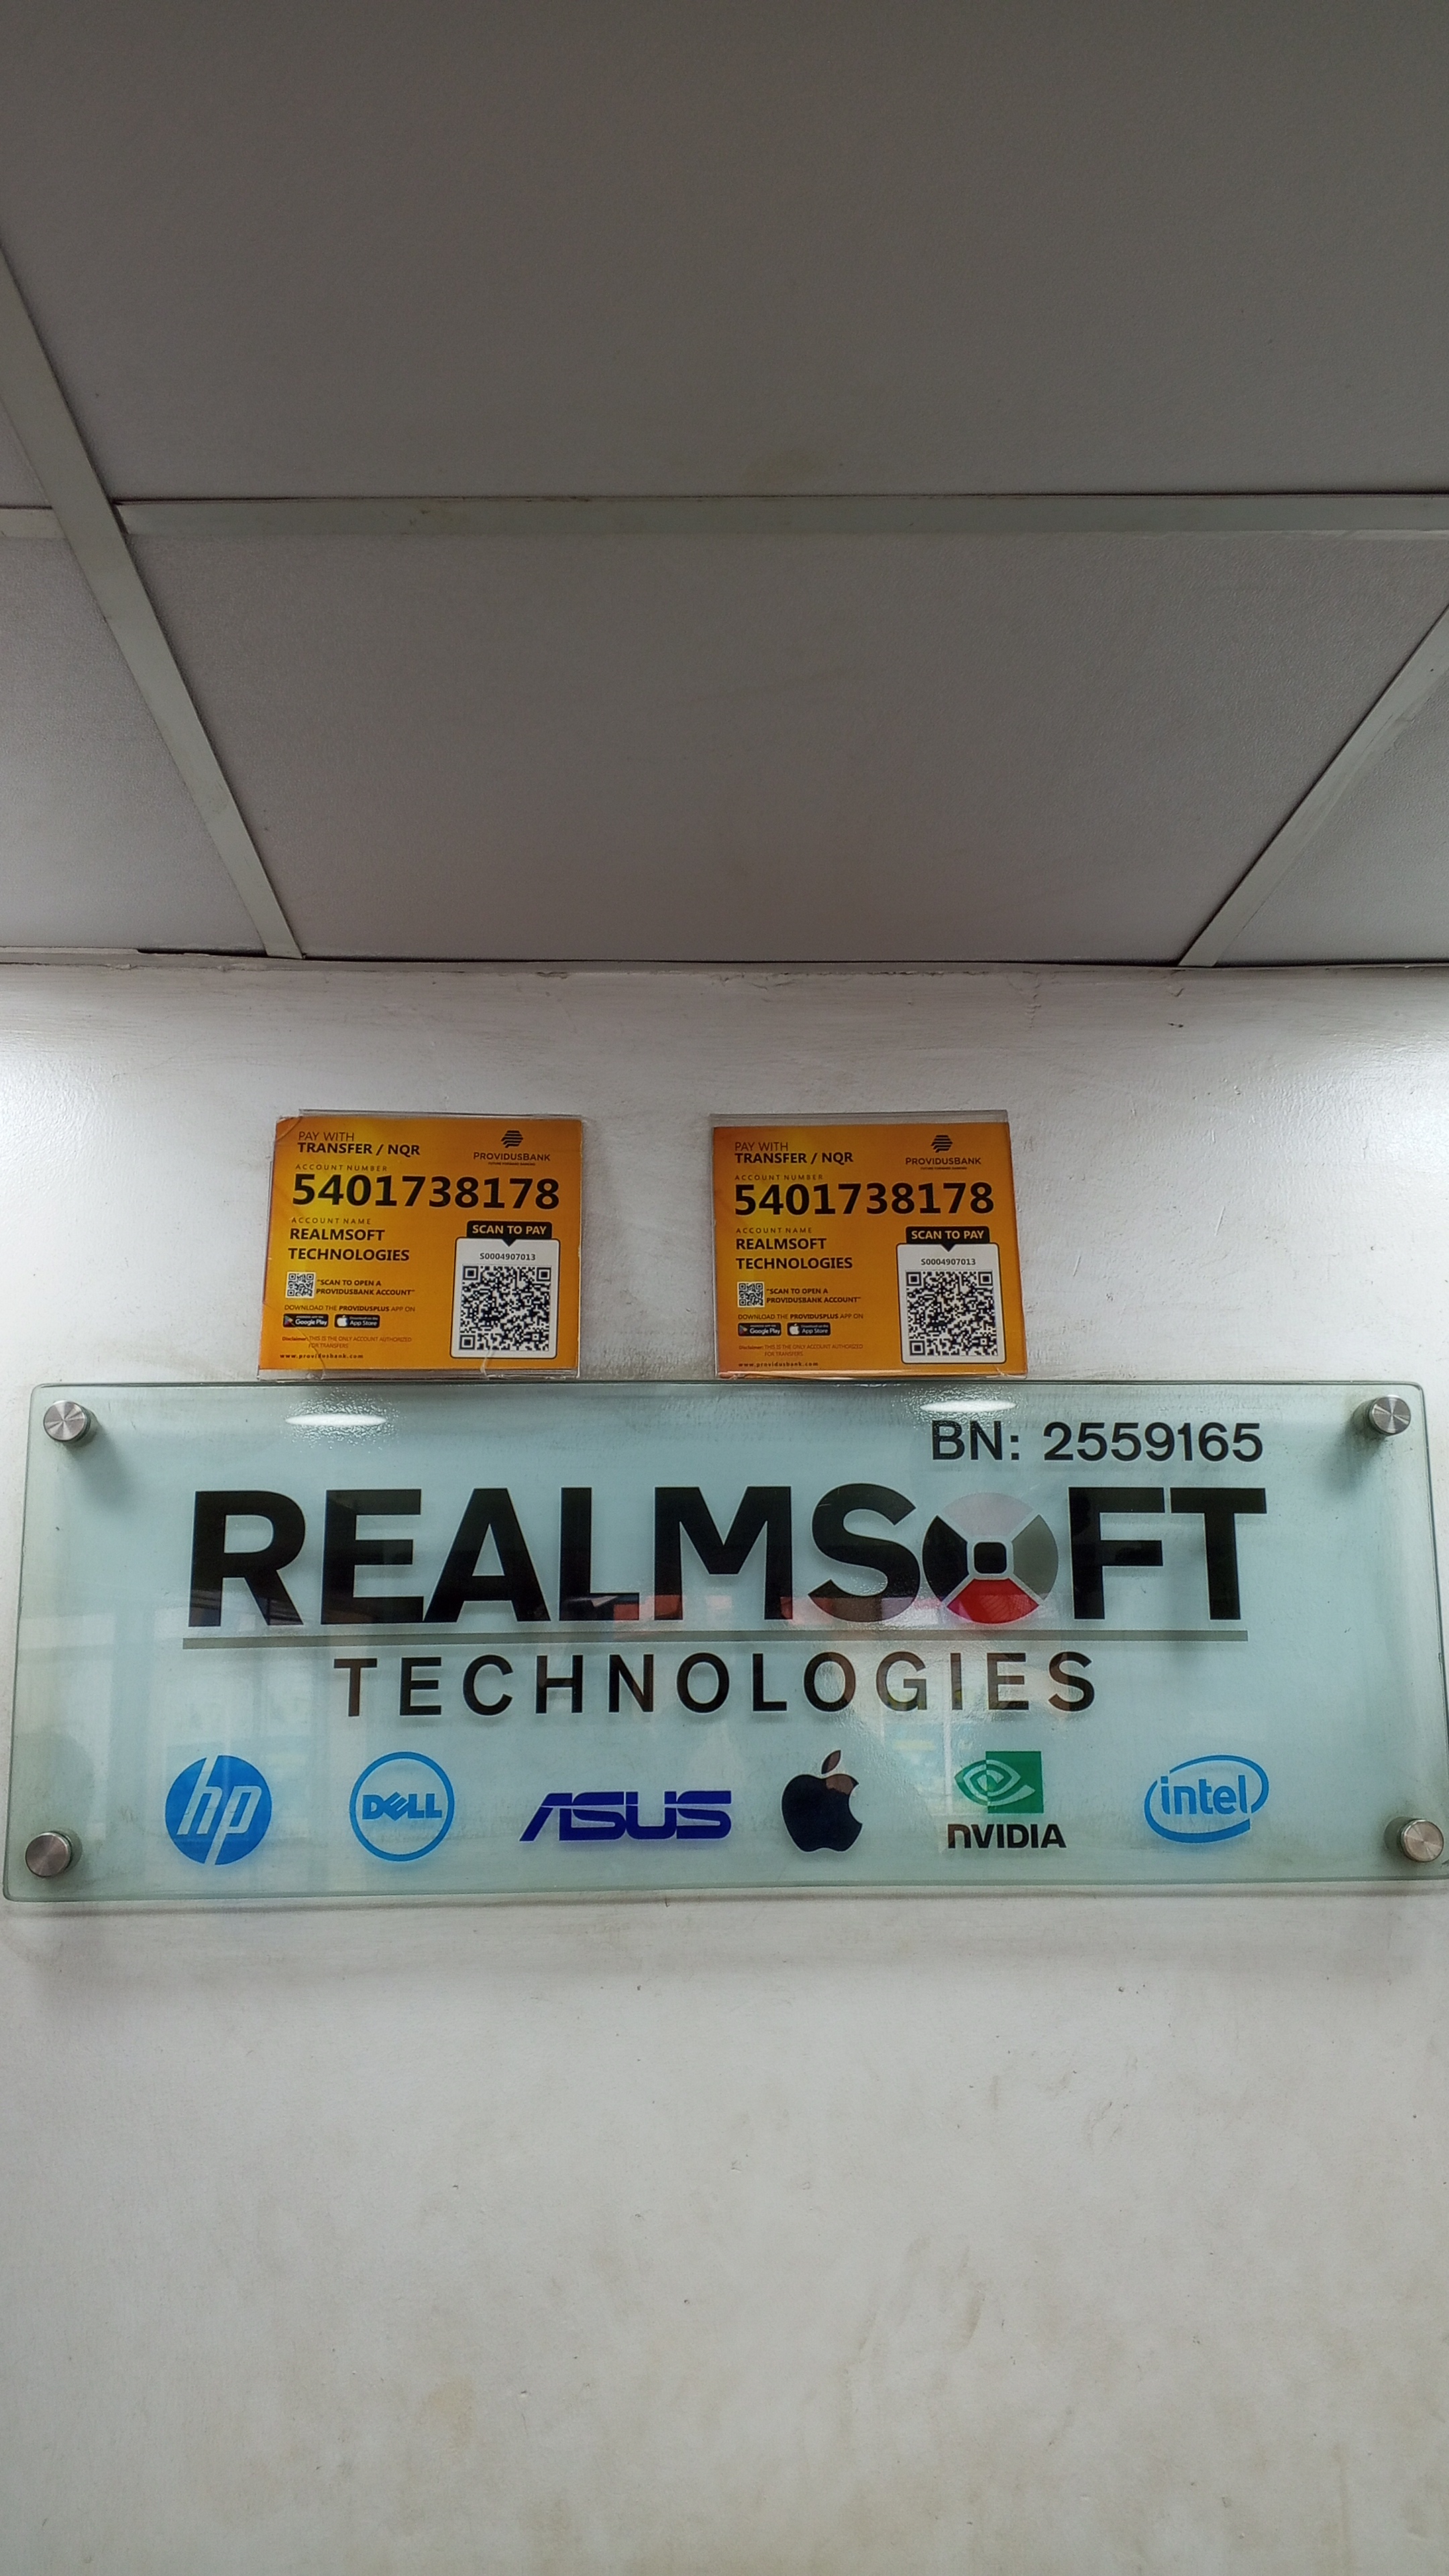 PAY WITH
TRANSFER / NQR
PROVIDUSBANK
ACCOUNT NUMBER
5401738178
ACCOUNT NAME
REALMSOFT
TECHNOLOGIES
SCAN TO PAY
S0004907013
"SCAN TO OPEN A
PROVIDUSBANK ACCOUNT"
DOWNLOAD THE PROVIDUSPLUS APP ON
Google Play
App Store
Disclaimer: THIS IS THE ONLY ACCOUNT AUTHORIZED
FOR TRANSFERS
www.providusbank.com
PAY WITH
TRANSFER / NQR
PROVIDUSBANK
ACCOUNT NUMBER
5401738178
ACCOUNT NAME
REALMSOFT
TECHNOLOGIES
SCAN TO PAY
S0004907013
"SCAN TO OPEN A
PROVIDUSBANK ACCOUNT"
DOWNLOAD THE PROVIDUSPLUS APP ON
Google Play
App Store
Disclaimer: THIS IS THE ONLY ACCOUNT AUTHORIZED
FOR TRANSFERS
www.providusbank.com
BN: 2559165
REALMSOFT
TECHNOLOGIES
hp DELL ASUS NVIDIA intel